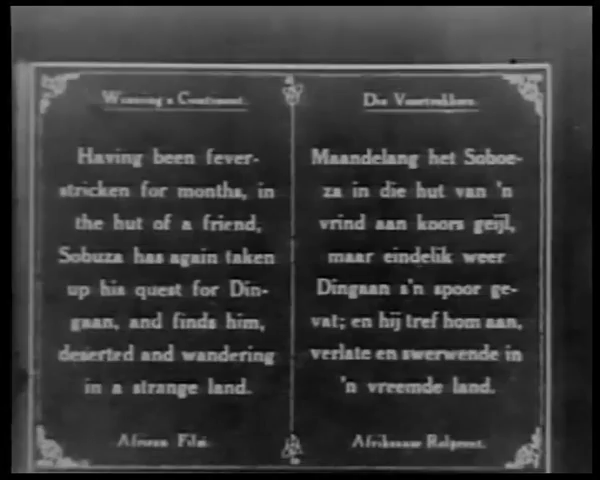 Winning a Continent.
Having been fever-
stricken for months, in
the hut of a friend,
Sobuza has again taken
up his quest for Din-
gaan, and finds him,
deserted and wandering
in a strange land.
African Film
Die Voortrekkers.
Maandelang het Soboe-
za in die hut van 'n
vrind aan koors geijl,
maar eindelik weer
Dingaan s'n spoor ge-
vat; en hij tref hom aan,
verlate en swerwende in
'n vreemde land.
Afrikaanse Rolprent.